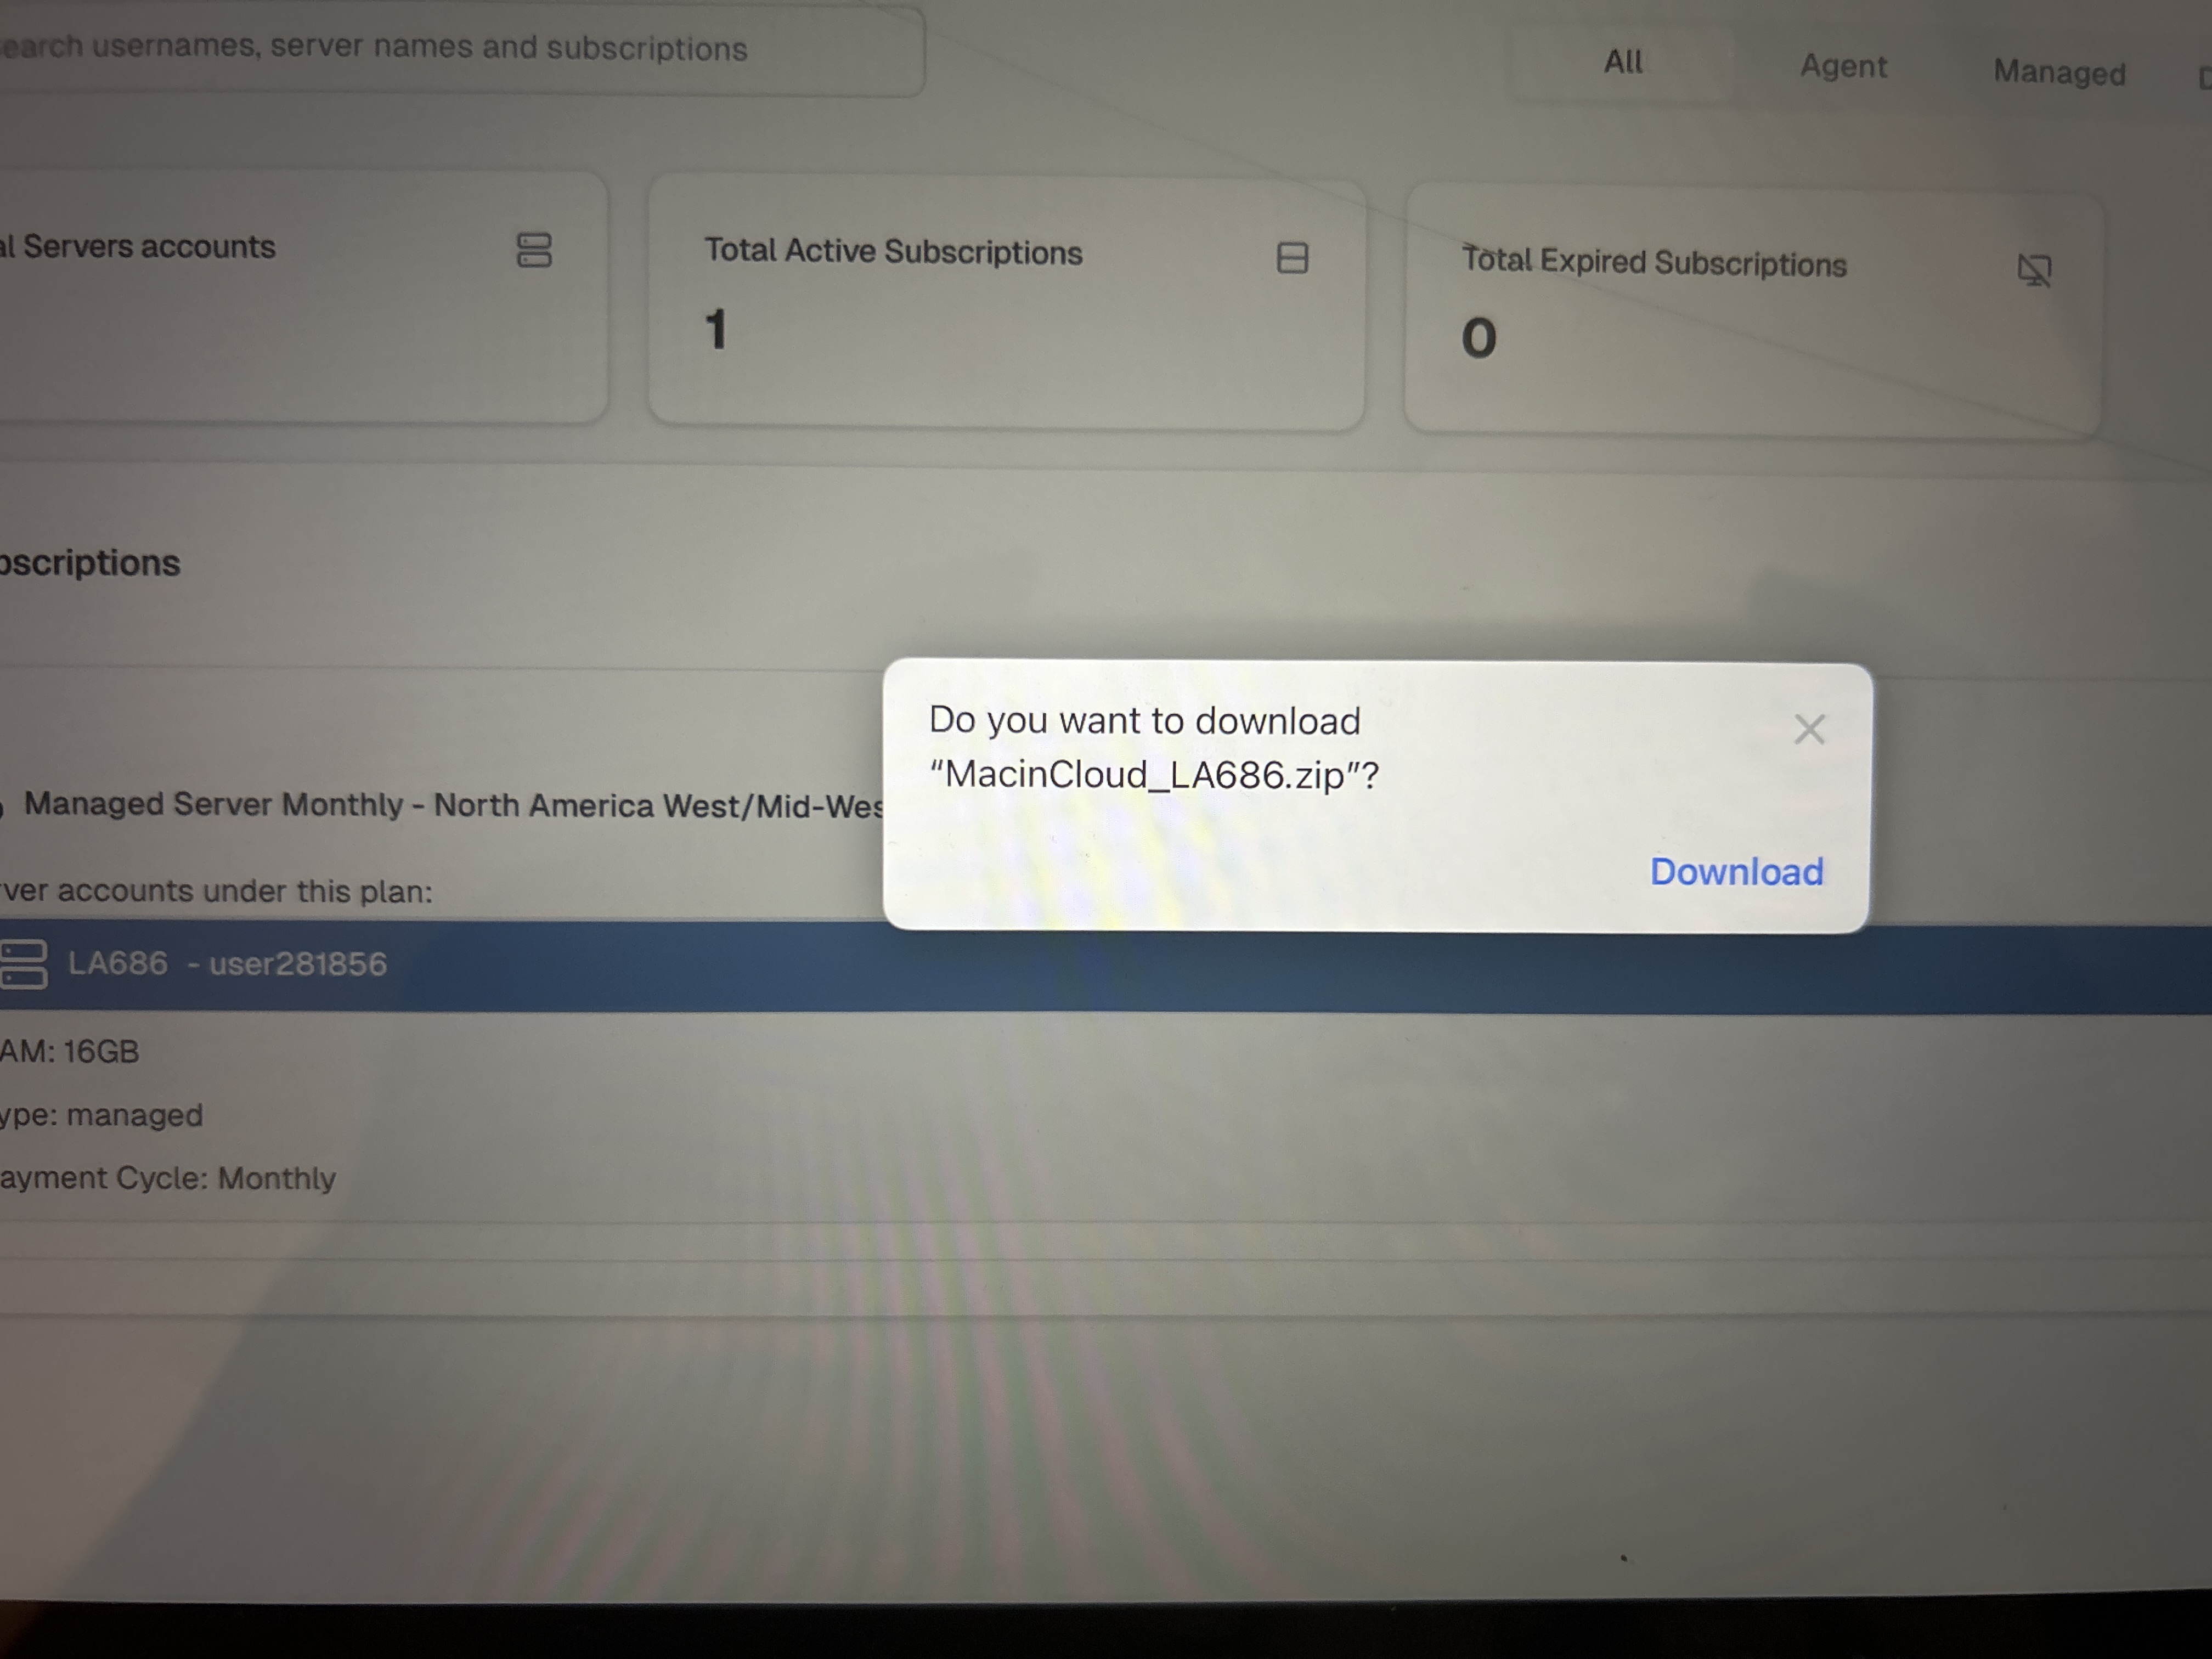 earch usernames, server names and subscriptions
All
Agent
Managed
al Servers accounts
Total Active Subscriptions
1
Total Expired Subscriptions
0
bscriptions
Managed Server Monthly - North America West/Mid-Wes
ver accounts under this plan:
LA686 - user281856
AM: 16GB
ype: managed
ayment Cycle: Monthly
Do you want to download
“MacinCloud_LA686.zip”?
Download